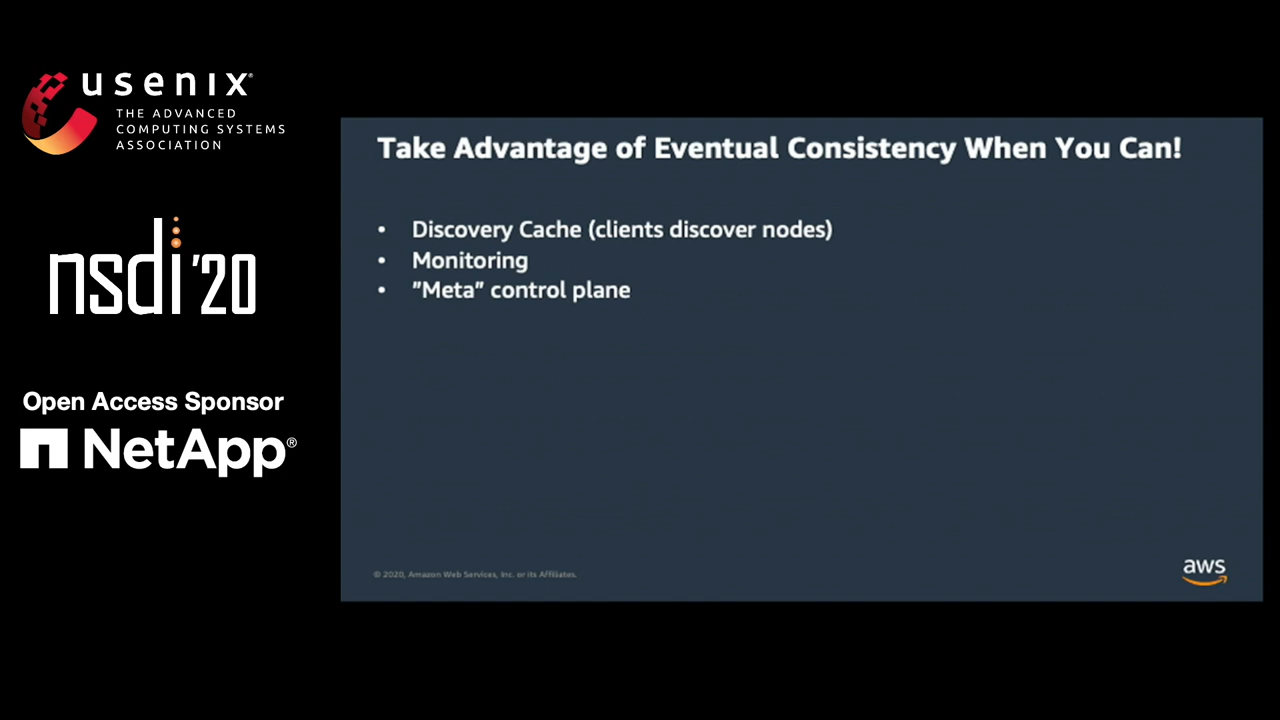 usenix®
THE ADVANCED
COMPUTING SYSTEMS
ASSOCIATION
nsdi '20
Open Access Sponsor
NetApp®
Take Advantage of Eventual Consistency When You Can!
• Discovery Cache (clients discover nodes)
• Monitoring
• "Meta" control plane
© 2020, Amazon Web Services, Inc. or its Affiliates.
aws